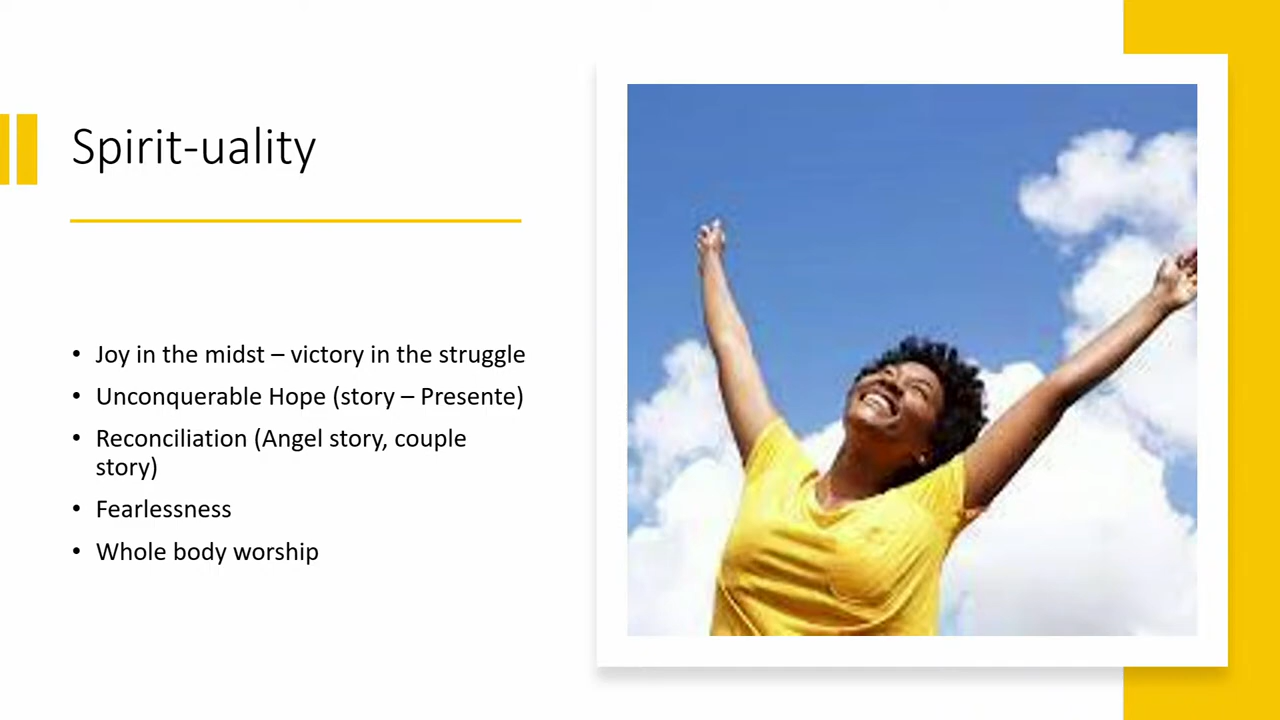 Spirit-uality
• Joy in the midst – victory in the struggle
• Unconquerable Hope (story – Presente)
• Reconciliation (Angel story, couple
story)
• Fearlessness
• Whole body worship